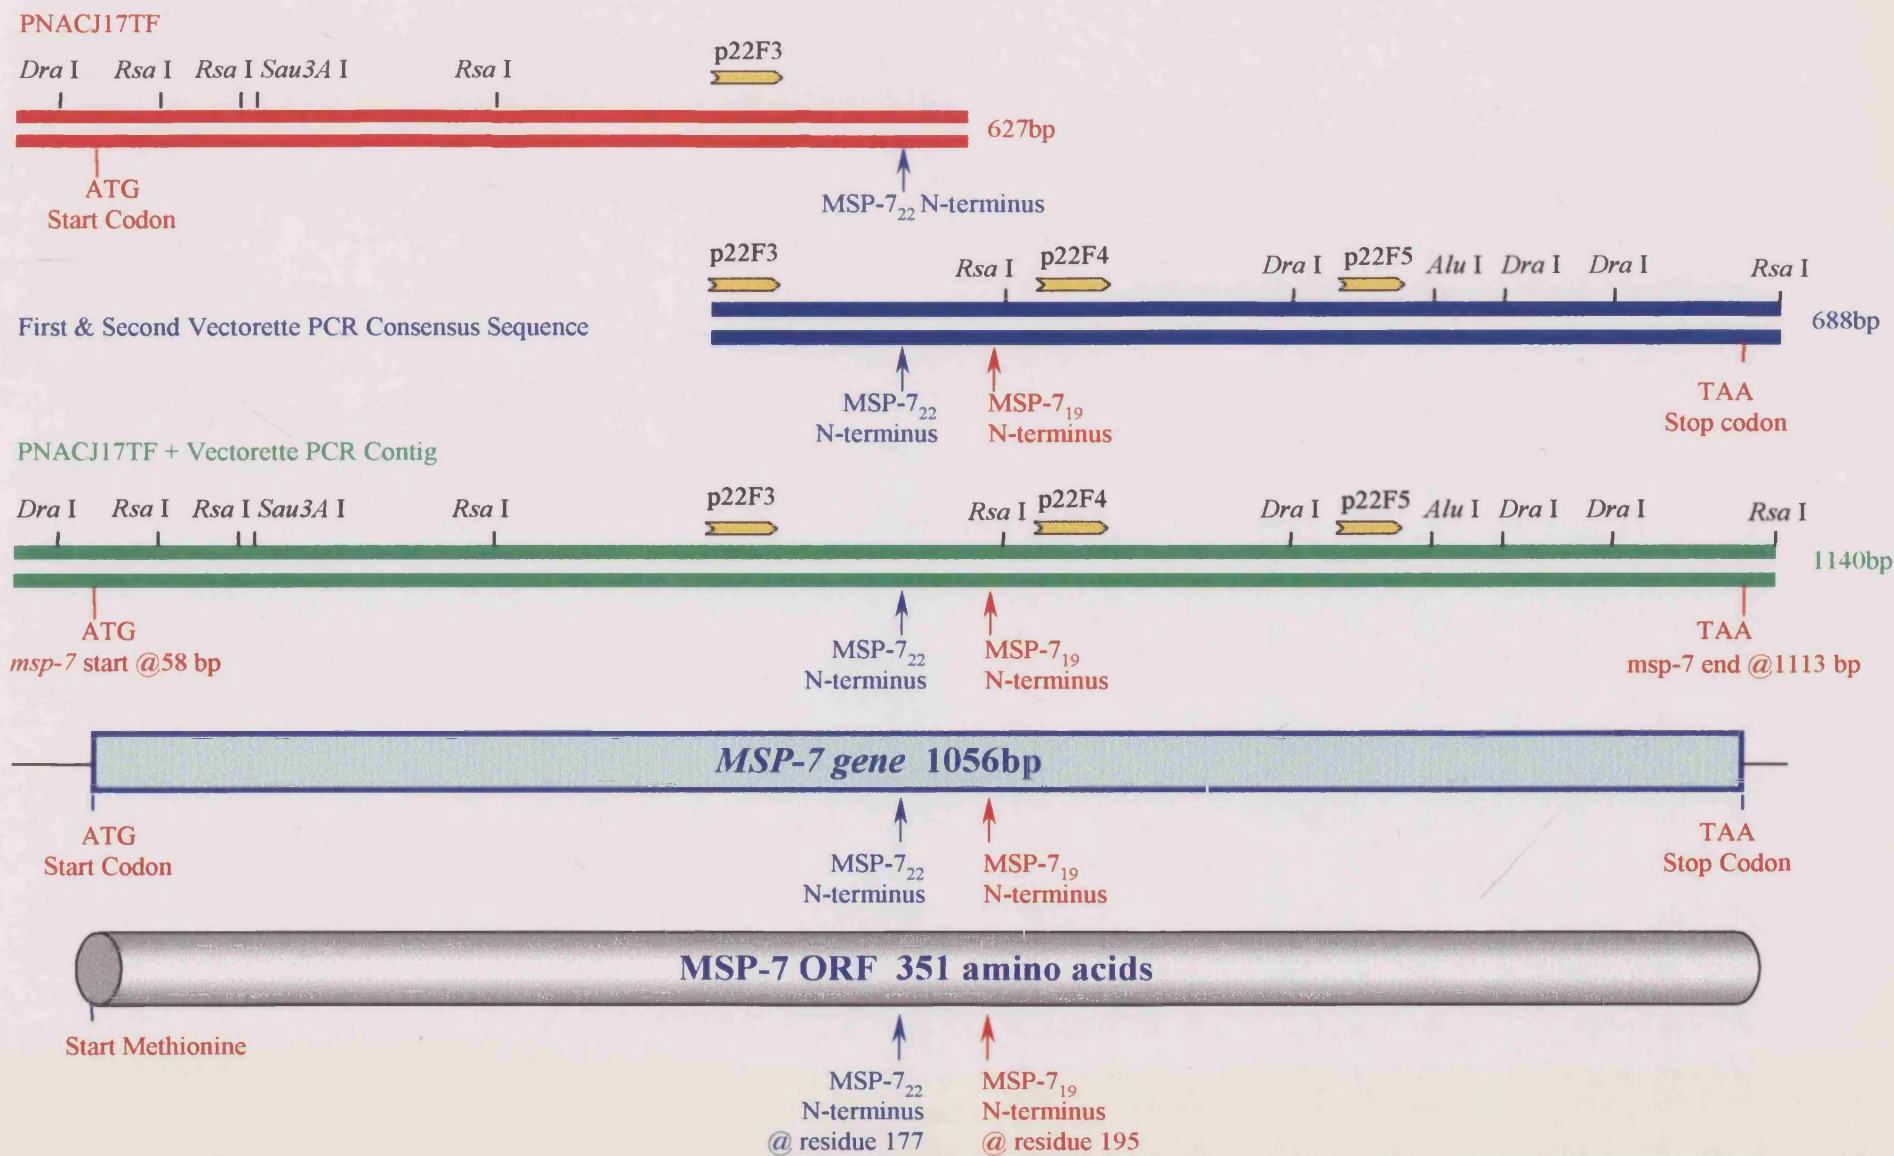 PNACJ17TF
p22F3
Dra I Rsa I Rsa I Sau3A I Rsa I
627bp
ATG
Start Codon
MSP-7₂₂ N-terminus
p22F3 Rsa I p22F4 Dra I p22F5 Alu I Dra I Dra I Rsa I
First & Second Vectorette PCR Consensus Sequence
688bp
MSP-7₂₂
N-terminus
MSP-7₁₉
N-terminus
TAA
Stop codon
PNACJ17TF + Vectorette PCR Contig
Dra I Rsa I Rsa I Sau3A I Rsa I p22F3 Rsa I p22F4 Dra I p22F5 Alu I Dra I Dra I Rsa I
1140bp
ATG
msp-7 start @58 bp
MSP-7₂₂
N-terminus
MSP-7₁₉
N-terminus
TAA
msp-7 end @1113 bp
MSP-7 gene 1056bp
ATG
Start Codon
MSP-7₂₂
N-terminus
MSP-7₁₉
N-terminus
TAA
Stop Codon
MSP-7 ORF 351 amino acids
Start Methionine
MSP-7₂₂
N-terminus
@ residue 177
MSP-7₁₉
N-terminus
@ residue 195